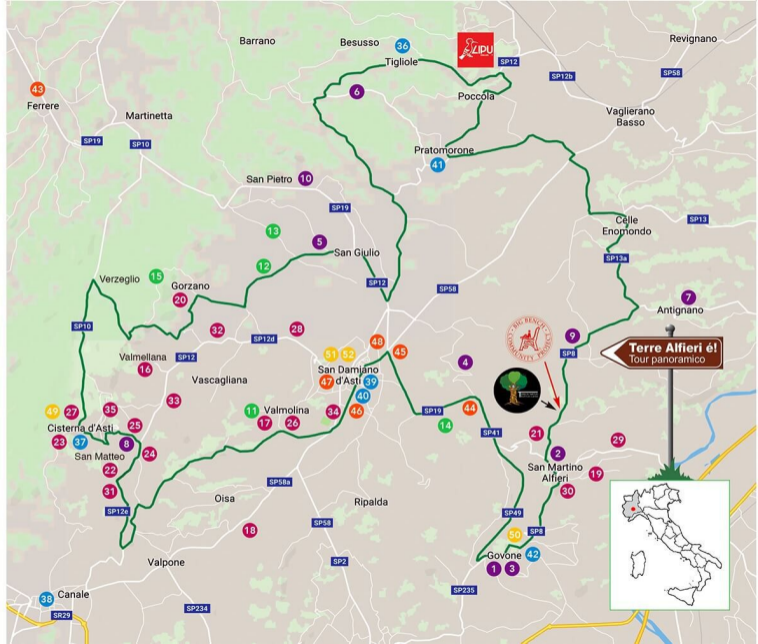 Barrano
Besusso
36
Tigliole
LIPU
SP12
Revignano
SP12b
SP58
43
Ferrere
6
Poccola
Vaglierano
Basso
Martinetta
SP19
SP10
Pratomorone
41
San Pietro
10
SP19
13
5
San Giulio
Celle
Enomondo
SP13
SP13a
12
Verzeglio
15
Gorzano
20
SP12
SP58
7
Antignano
SP10
32
SP12d
28
48
45
BIG BENCH
COMMUNITY PROJECT
9
SP8
Terre Alfieri é!
Tour panoramico
Valmellana
16
SP12
51
52
San Damiano
d'Asti
47
39
40
4
Vascagliana
33
49
27
35
25
Cisterna d'Asti
23
37
8
24
San Matteo
22
31
11
Valmolina
17
26
34
46
SP19
44
14
SP41
21
29
2
San Martino
Alfieri
19
30
SP58a
Oisa
SP12e
18
Ripalda
SP58
SP49
SP8
50
Govone
42
1
3
Valpone
SP2
SP235
38
Canale
SR29
SP234